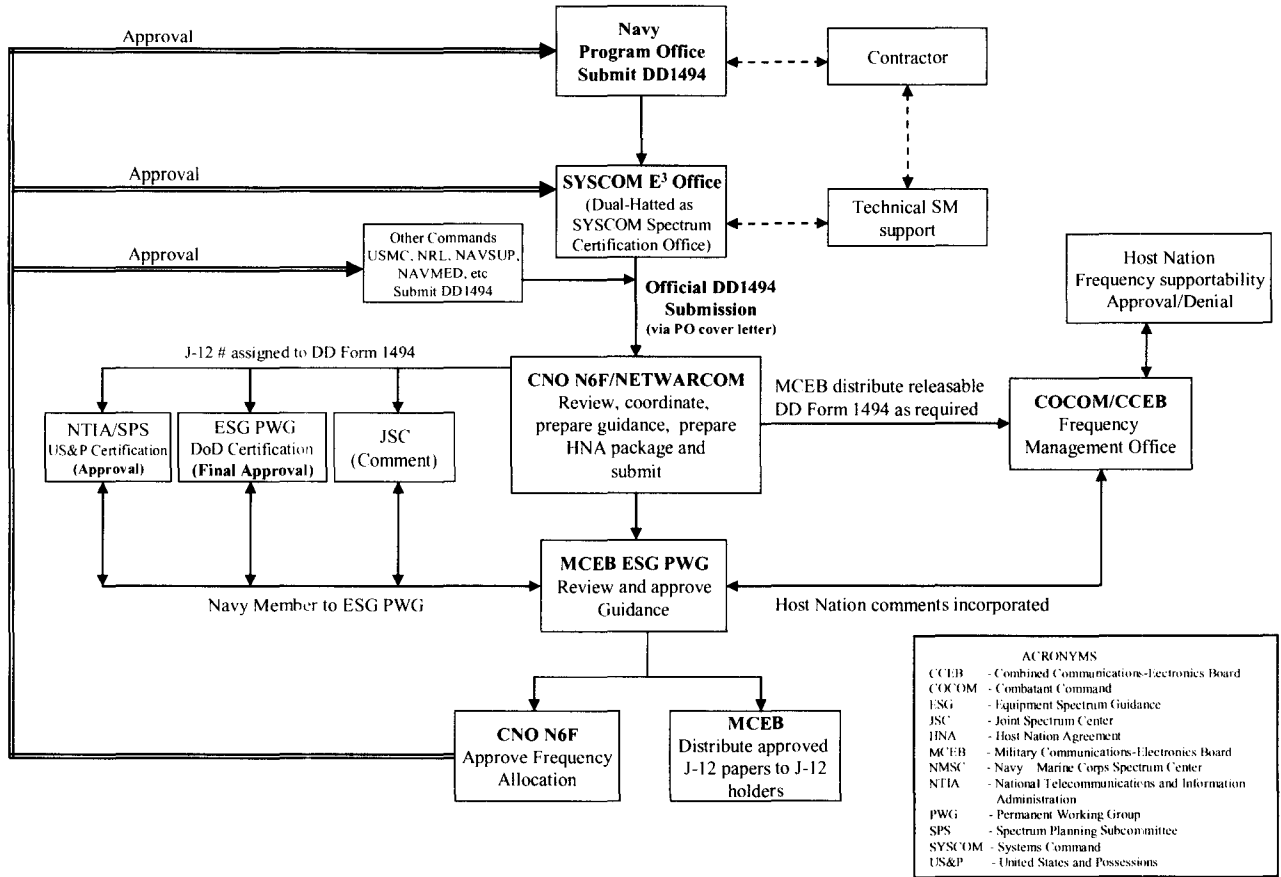 Approval
Navy
Program Office
Submit DD1494
Contractor
Approval
SYSCOM E³ Office
(Dual-Hatted as
SYSCOM Spectrum
Certification Office)
Technical SM
support
Approval
Other Commands
USMC, NRL, NAVSUP,
NAVMED, etc
Submit DD1494
Official DD1494
Submission
(via PO cover letter)
Host Nation
Frequency supportability
Approval/Denial
J-12 # assigned to DD Form 1494
NTIA/SPS
US&P Certification
(Approval)
ESG PWG
DoD Certification
(Final Approval)
JSC
(Comment)
CNO N6F/NETWARCOM
Review, coordinate,
prepare guidance, prepare
HNA package and
submit
MCEB distribute releasable
DD Form 1494 as required
COCOM/CCEB
Frequency
Management Office
MCEB ESG PWG
Review and approve
Guidance
Navy Member to ESG PWG
Host Nation comments incorporated
CNO N6F
Approve Frequency
Allocation
MCEB
Distribute approved
J-12 papers to J-12
holders
ACRONYMS
CCEB - Combined Communications-Eectronics Board
COCOM - Combatant Command
ESG - Equipment Spectrum Guidance
JSC - Joint Spectrum Center
HNA - Host Nation Agreement
MCEB - Military Communications-Electronics Board
NMSC - Navy Marine Corps Spectrum Center
NTIA - National Telecommunications and Information
Administration
PWG - Permanent Working Group
SPS - Spectrum Planning Subcommittee
SYSCOM - Systems Command
US&P - United States and Possessions